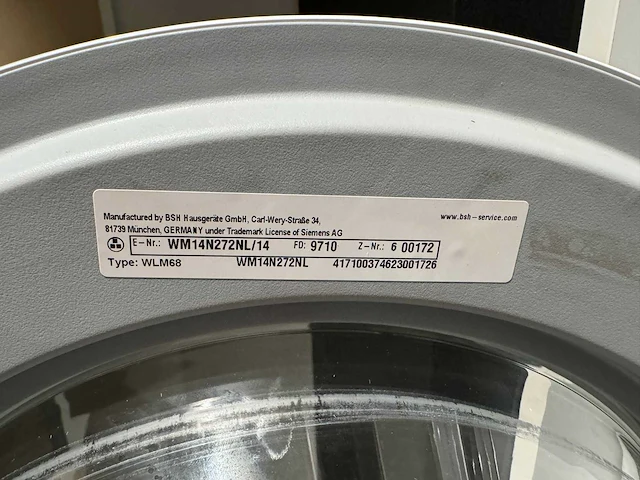 Manufactured by BSH Hausgeräte GmbH, Carl-Wery-Straße 34,
www.bsh-service.com
81739 München, GERMANY under Trademark License of Siemens AG
E-Nr.: WM14N272NL/14 FD: 9710 Z-Nr.: 6 00172
Type: WLM68 WM14N272NL 417100374623001726